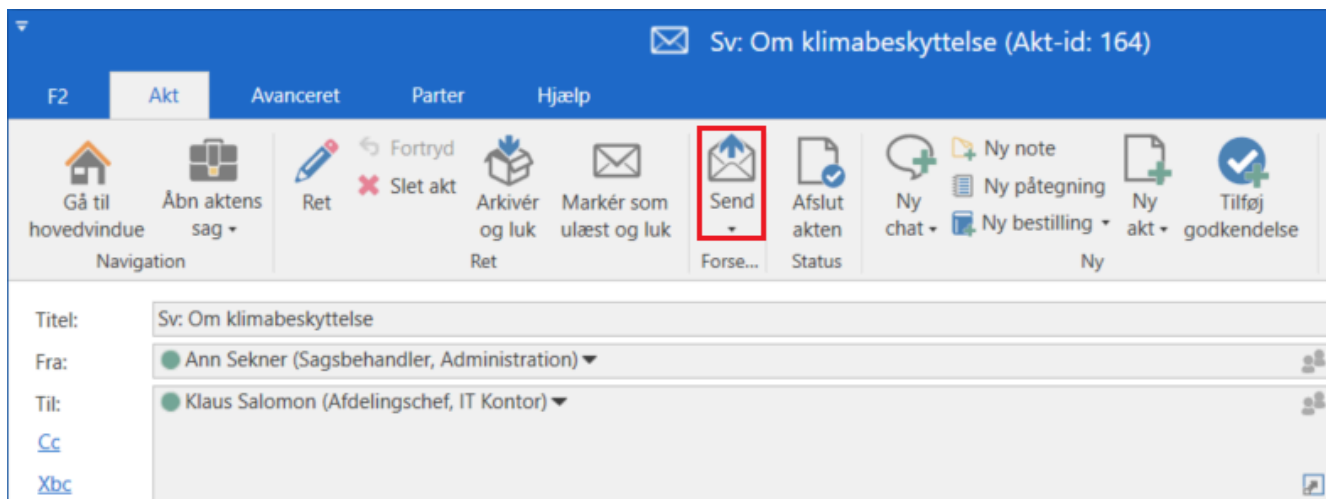 Sv: Om klimabeskyttelse (Akt-id: 164)
F2 Akt Avanceret Parter Hjælp
Gå til hovedvindue
Åbn aktens sag
Navigation
Ret
Fortryd
Slet akt
Arkivér og luk
Markér som ulæst og luk
Ret
Send
Forse...
Afslut akten
Status
Ny chat
Ny note
Ny påtegning
Ny bestilling
Ny akt
Tilføj godkendelse
Ny
Titel: Sv: Om klimabeskyttelse
Fra: Ann Sekner (Sagsbehandler, Administration)
Til: Klaus Salomon (Afdelingschef, IT Kontor)
Cc
Xbc